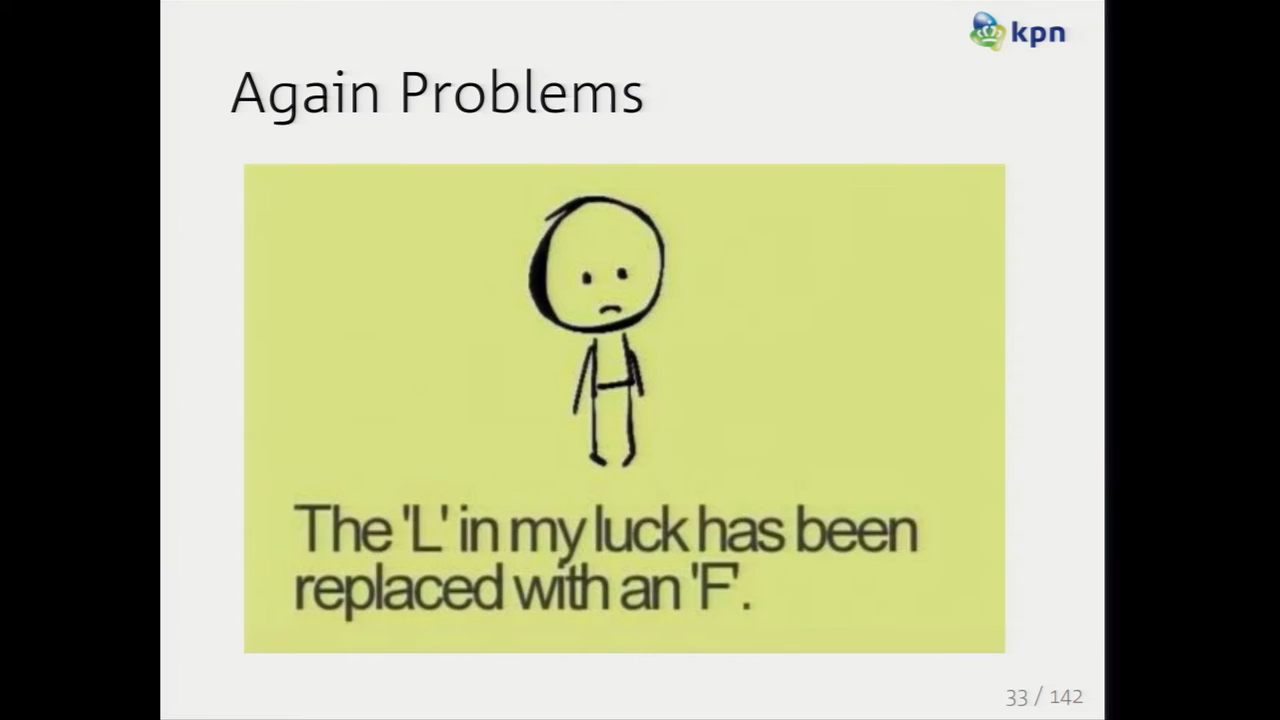 kpn
Again Problems
The 'L' in my luck has been
replaced with an 'F'.
33 / 142